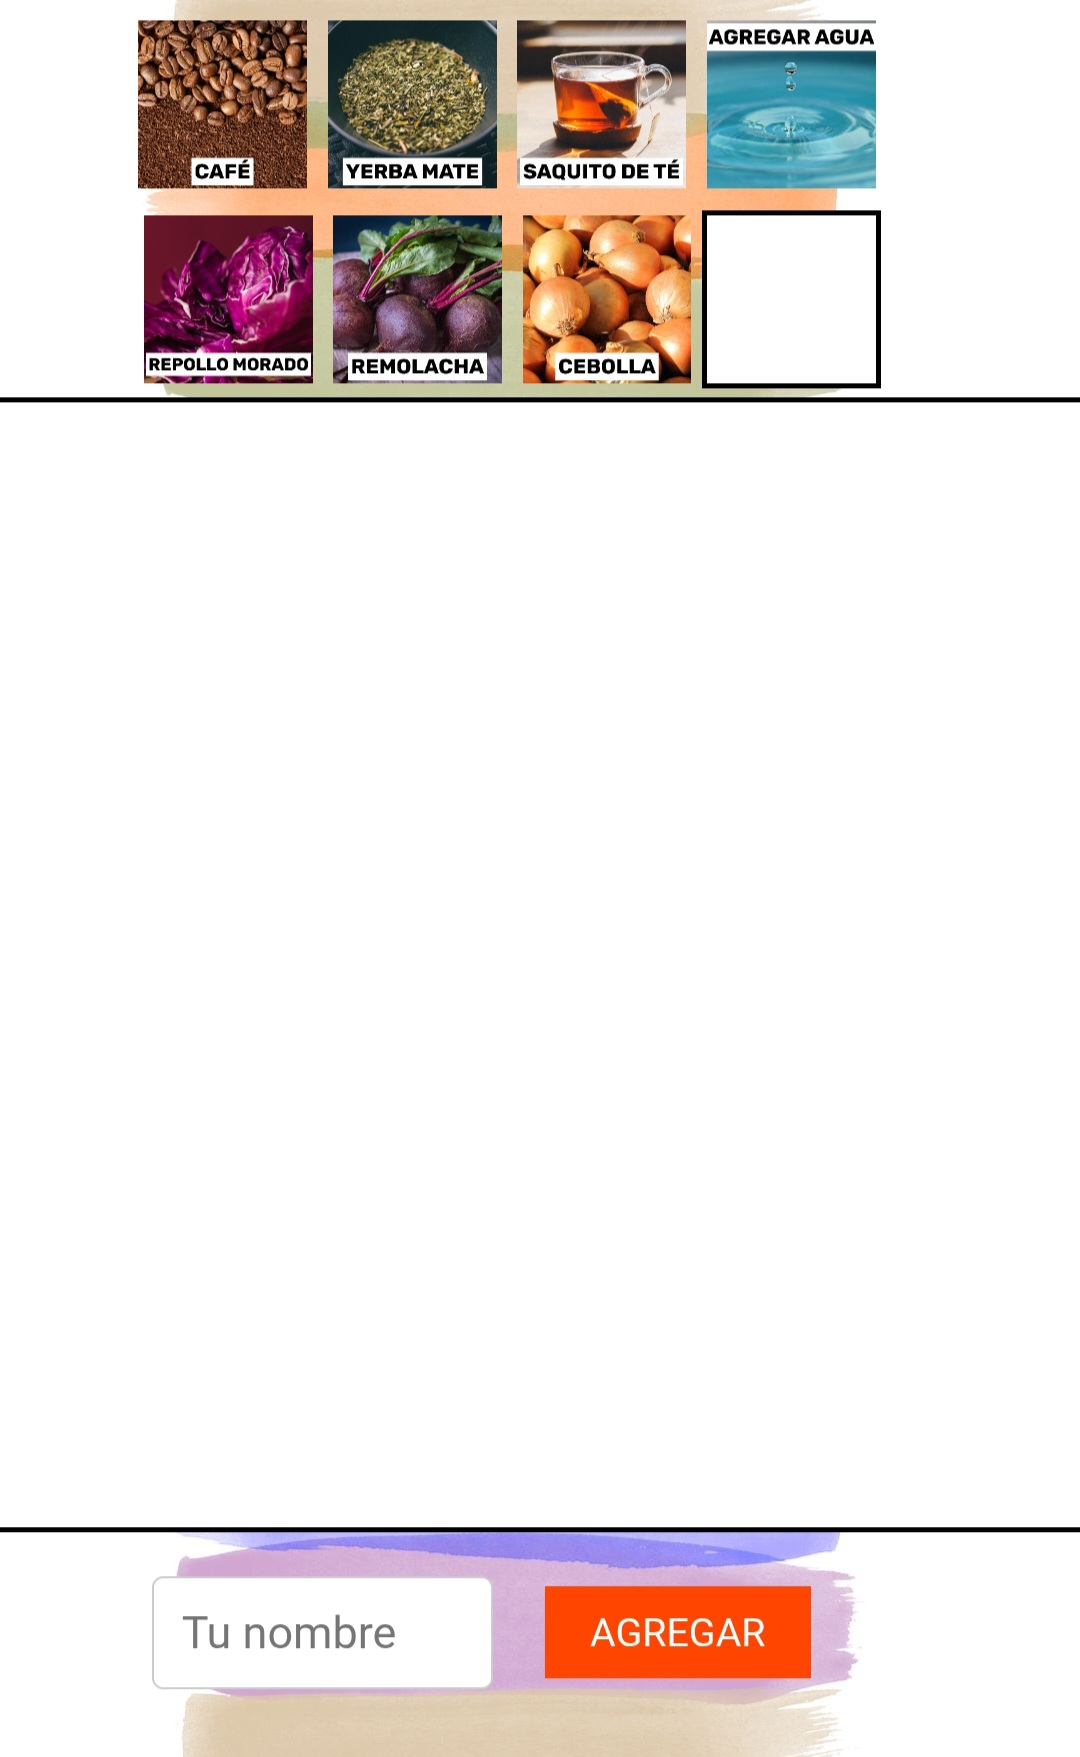 CAFÉ
YERBA MATE
SAQUITO DE TÉ
AGREGAR AGUA
REPOLLO MORADO
REMOLACHA
CEBOLLA
Tu nombre
AGREGAR